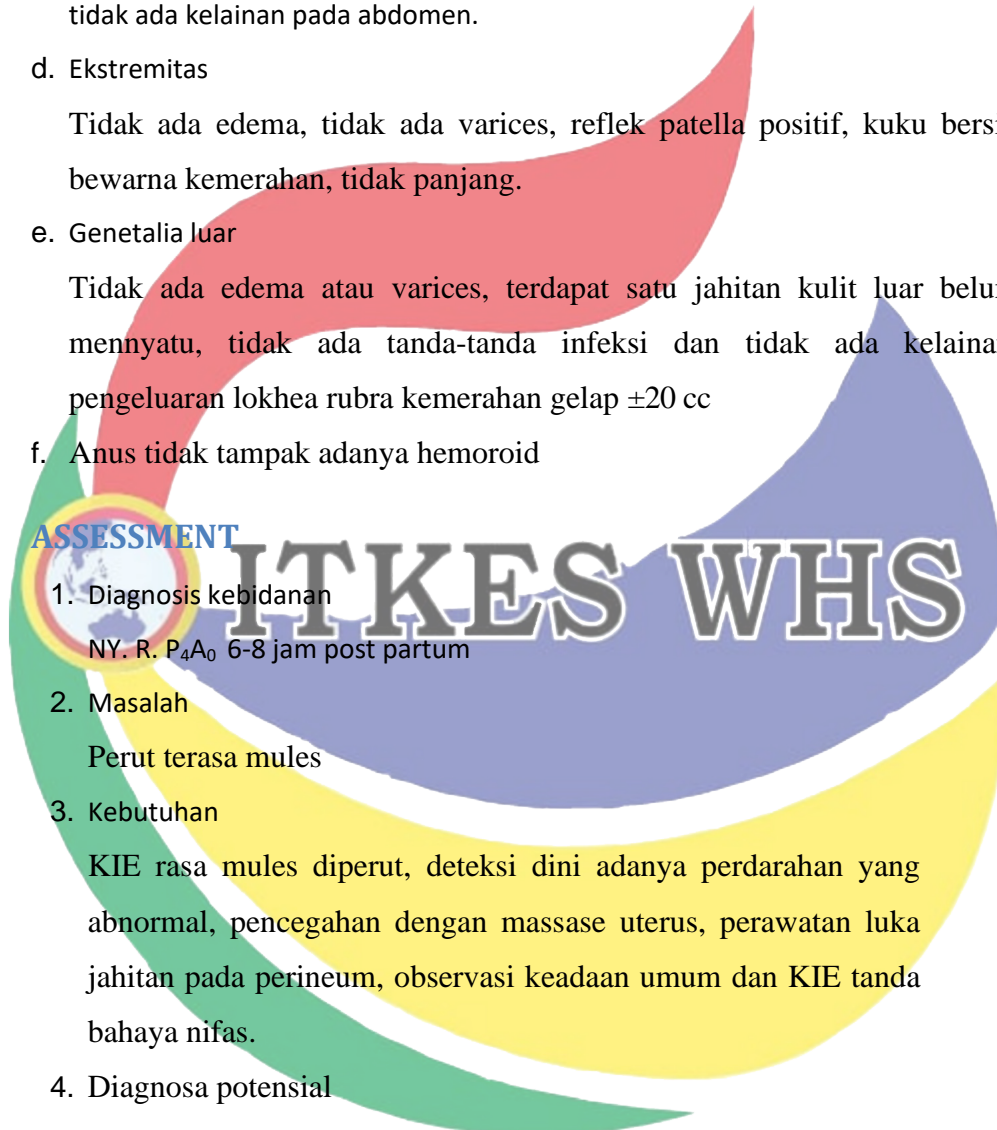 tidak ada kelainan pada abdomen.
d. Ekstremitas
Tidak ada edema, tidak ada varices, reflek patella positif, kuku
bewarna kemerahan, tidak panjang.
e. Genetalia luar
Tidak ada edema atau varices, terdapat satu jahitan kulit luar
mennyatu, tidak ada tanda-tanda infeksi dan tidak ada
pengeluaran lokhea rubra kemerahan gelap ±20 cc
f. Anus tidak tampak adanya hemoroid
ASSESSMENT
ITKES WHS
1. Diagnosis kebidanan
NY. R. P₄A₀ 6-8 jam post partum
2. Masalah
Perut terasa mules
3. Kebutuhan
KIE rasa mules diperut, deteksi dini adanya perdarahan yang
abnormal, pencegahan dengan massase uterus, perawatan luka
jahitan pada perineum, observasi keadaan umum dan KIE tanda
bahaya nifas.
4. Diagnosa potensial